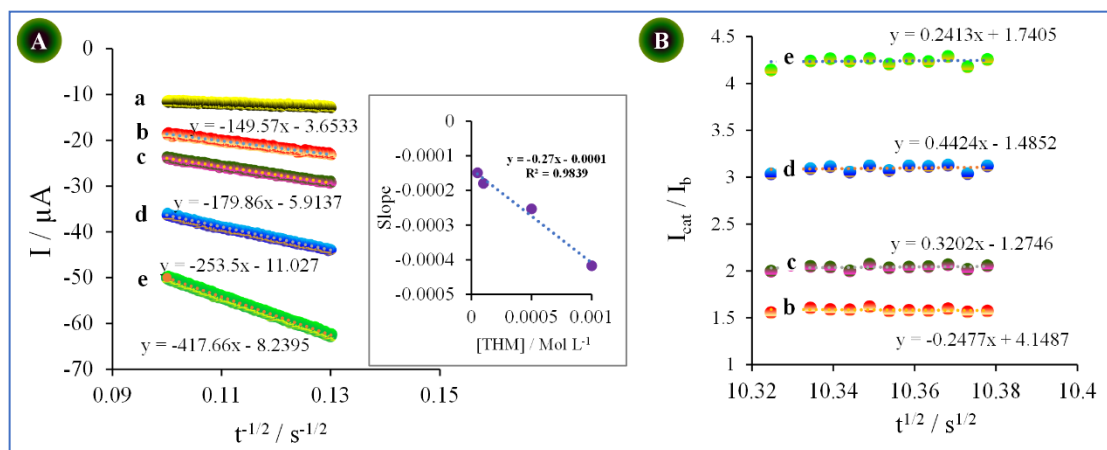 A
I / µA
0
-10
-20
-30
-40
-50
-60
-70
a
b
y = -149.57x - 3.6533
c
y = -179.86x - 5.9137
d
y = -253.5x - 11.027
e
y = -417.66x - 8.2395
0.09
0.11
0.13
0.15
t-1/2 / s-1/2
Slope
0
-0.0001
-0.0002
-0.0003
-0.0004
-0.0005
y = -0.27x - 0.0001
R² = 0.9839
0
0.0005
0.001
[THM] / Mol L-1
B
Icat / Ib
4.5
4
3.5
3
2.5
2
1.5
1
y = 0.2413x + 1.7405
e
y = 0.4424x - 1.4852
d
y = 0.3202x - 1.2746
c
b
y = -0.2477x + 4.1487
10.32
10.34
10.36
10.38
10.4
t1/2 / s1/2